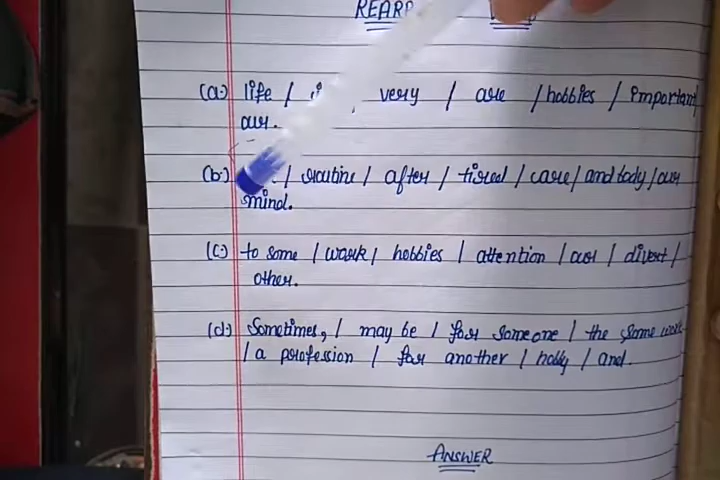 (a) life / very / are / hobbies / important
our.
(b) / routine / after / tired / care / and body / our
mind.
(c) to some / work / hobbies / attention / our / divert /
other.
(d) Sometimes, / may be / for someone / the same work
/ a profession / for another / hobby / and.
ANSWER